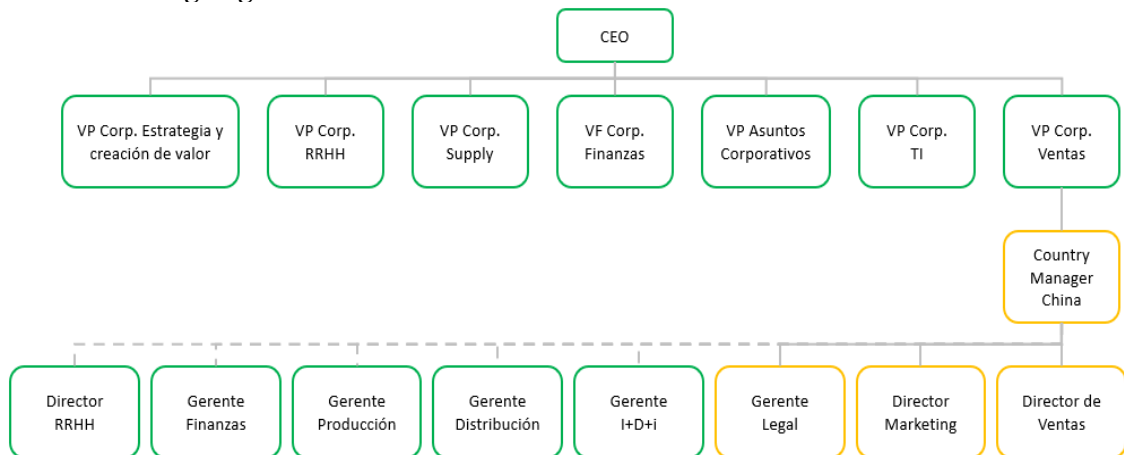 CEO
VP Corp. Estrategia y
creación de valor
VP Corp.
RRHH
VP Corp.
Supply
VF Corp.
Finanzas
VP Asuntos
Corporativos
VP Corp.
TI
VP Corp.
Ventas
Country
Manager
China
Director
RRHH
Gerente
Finanzas
Gerente
Producción
Gerente
Distribución
Gerente
I+D+i
Gerente
Legal
Director
Marketing
Director de
Ventas